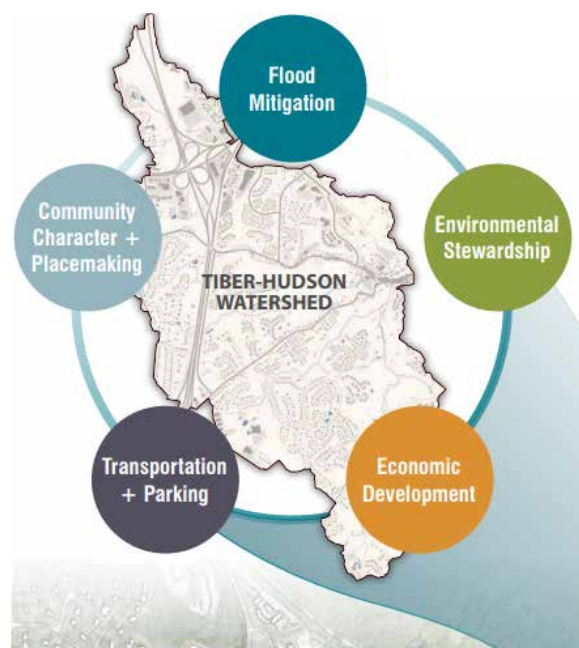 Flood
Mitigation
Community
Character +
Placemaking
Environmental
Stewardship
TIBER-HUDSON
WATERSHED
Transportation
+ Parking
Economic
Development